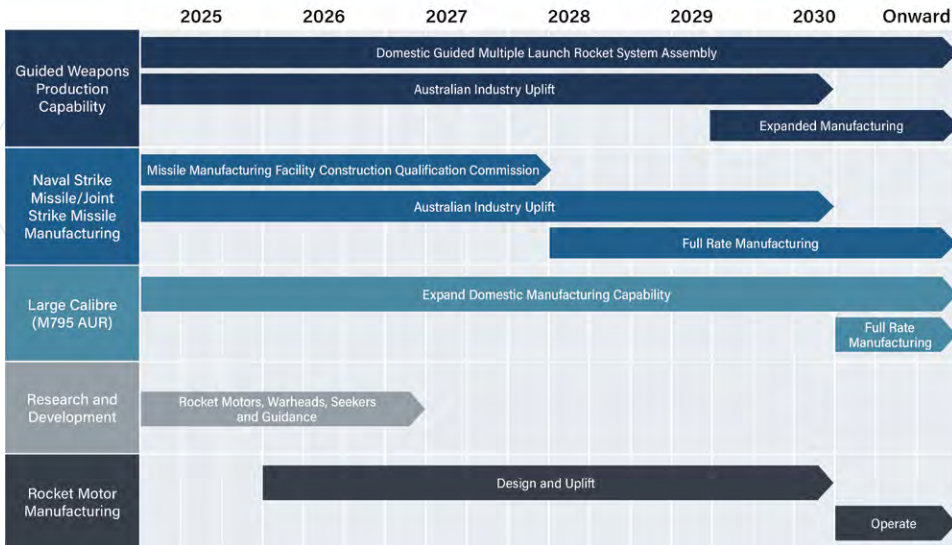 2025 2026 2027 2028 2029 2030 Onward
Guided Weapons
Production
Capability
Domestic Guided Multiple Launch Rocket System Assembly
Australian Industry Uplift
Expanded Manufacturing
Naval Strike
Missile/Joint
Strike Missile
Manufacturing
Missile Manufacturing Facility Construction Qualification Commission
Australian Industry Uplift
Full Rate Manufacturing
Large Calibre
(M795 AUR)
Expand Domestic Manufacturing Capability
Full Rate
Manufacturing
Research and
Development
Rocket Motors, Warheads, Seekers
and Guidance
Rocket Motor
Manufacturing
Design and Uplift
Operate